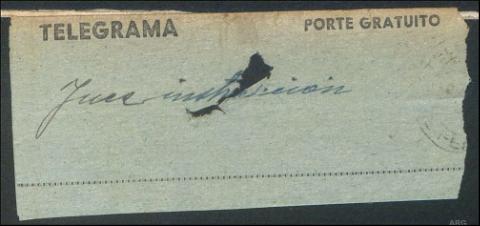 TELEGRAMA PORTE GRATUITO
Juez instrucción
ARG